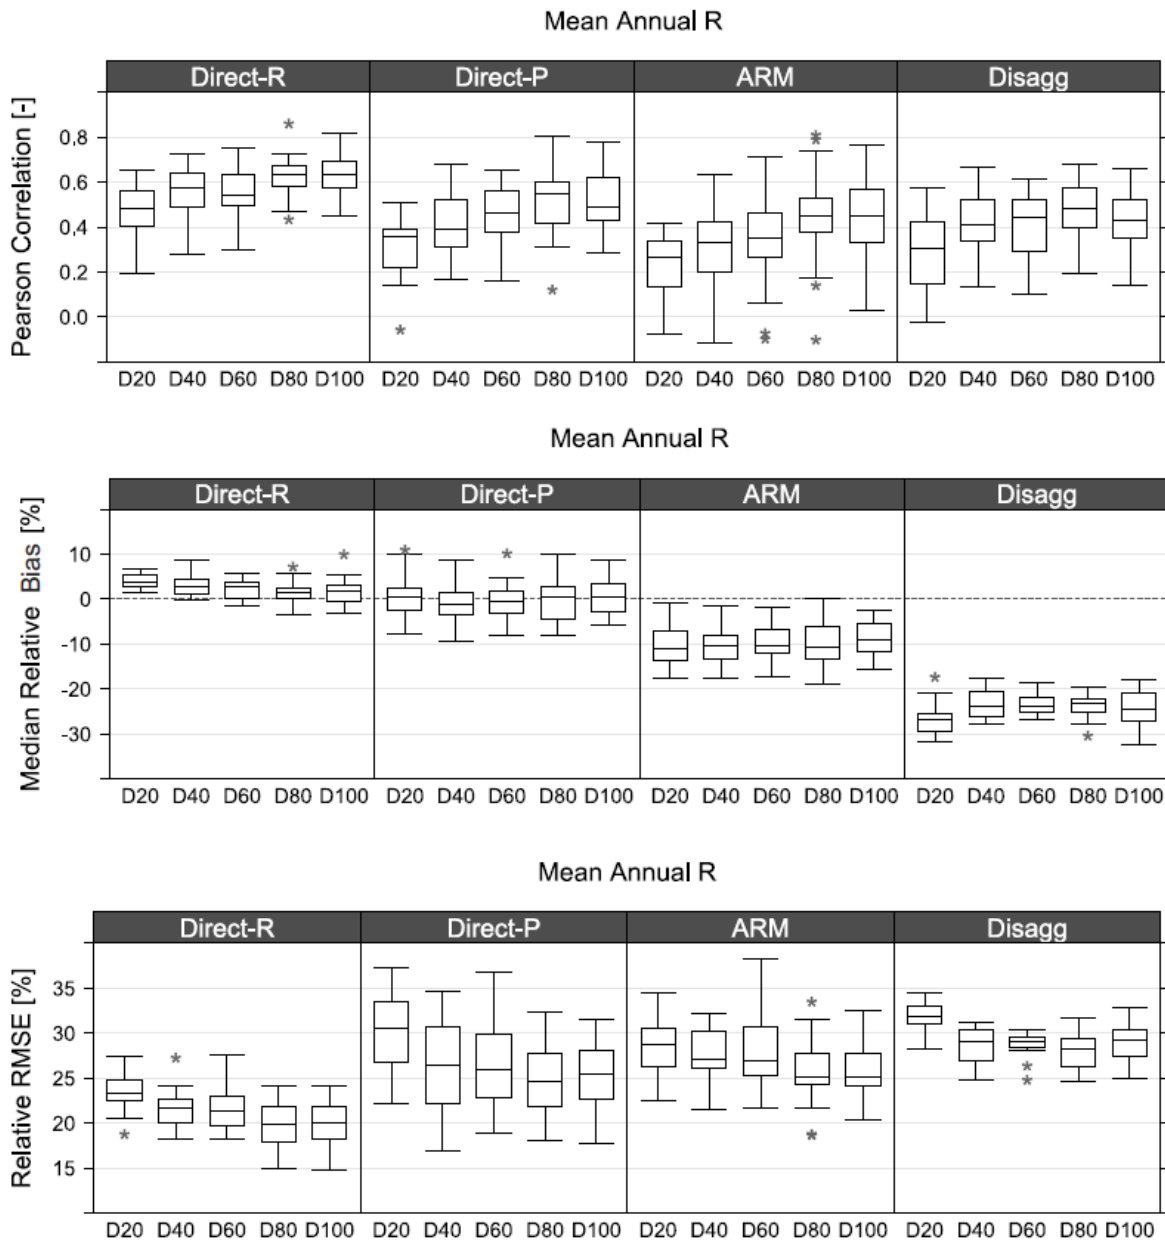 Mean Annual R
Direct-R Direct-P ARM Disagg
Pearson Correlation [-]
0.8
0.6
0.4
0.2
0.0
D20 D40 D60 D80 D100 D20 D40 D60 D80 D100 D20 D40 D60 D80 D100 D20 D40 D60 D80 D100
Mean Annual R
Direct-R Direct-P ARM Disagg
Median Relative Bias [%]
10
0
-10
-20
-30
D20 D40 D60 D80 D100 D20 D40 D60 D80 D100 D20 D40 D60 D80 D100 D20 D40 D60 D80 D100
Mean Annual R
Direct-R Direct-P ARM Disagg
Relative RMSE [%]
35
30
25
20
15
D20 D40 D60 D80 D100 D20 D40 D60 D80 D100 D20 D40 D60 D80 D100 D20 D40 D60 D80 D100